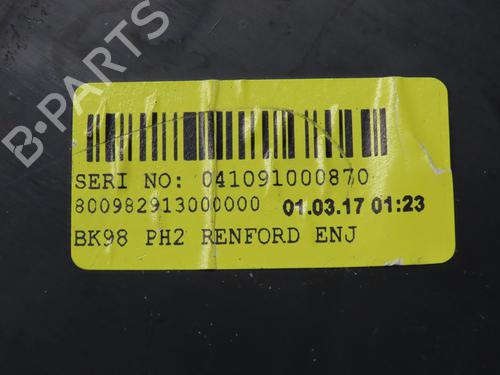 B-PARTS
SERI NO: 041091000870
800982913000000 01.03.17 01:23
BK98 PH2 RENFORD ENJ